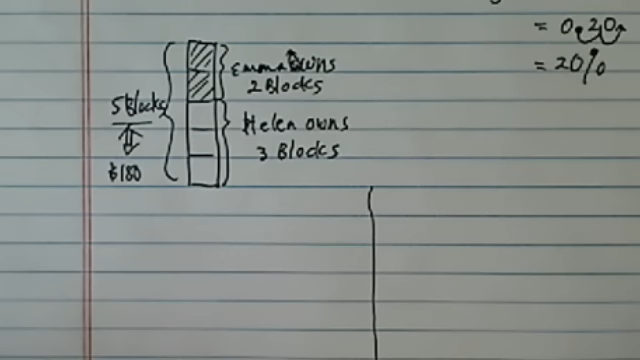 = 0.20
= 20%
Emma owns
2 Blocks
5 Blocks
Helen owns
3 Blocks
$180